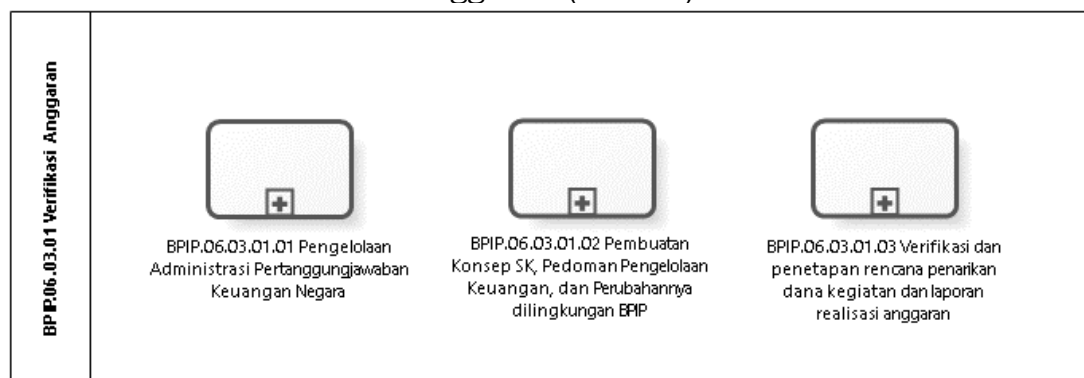 BPIP.06.03.01 Verifikasi Anggaran
BPIP.06.03.01.01 Pengelolaan
Administrasi Pertanggungjawaban
Keuangan Negara
BPIP.06.03.01.02 Pembuatan
Konsep SK, Pedoman Pengelolaan
Keuangan, dan Perubahannya
dilingkungan BPIP
BPIP.06.03.01.03 Verifikasi dan
penetapan rencana penarikan
dana kegiatan dan laporan
realisasi anggaran